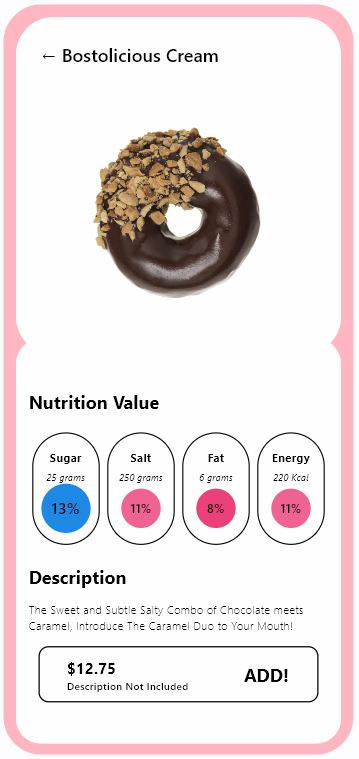 ← Bostolicious Cream
Nutrition Value
Sugar
25 grams
13%
Salt
250 grams
11%
Fat
6 grams
8%
Energy
220 Kcal
11%
Description
The Sweet and Subtle Salty Combo of Chocolate meets
Caramel, Introduce The Caramel Duo to Your Mouth!
$12.75
Description Not Included
ADD!